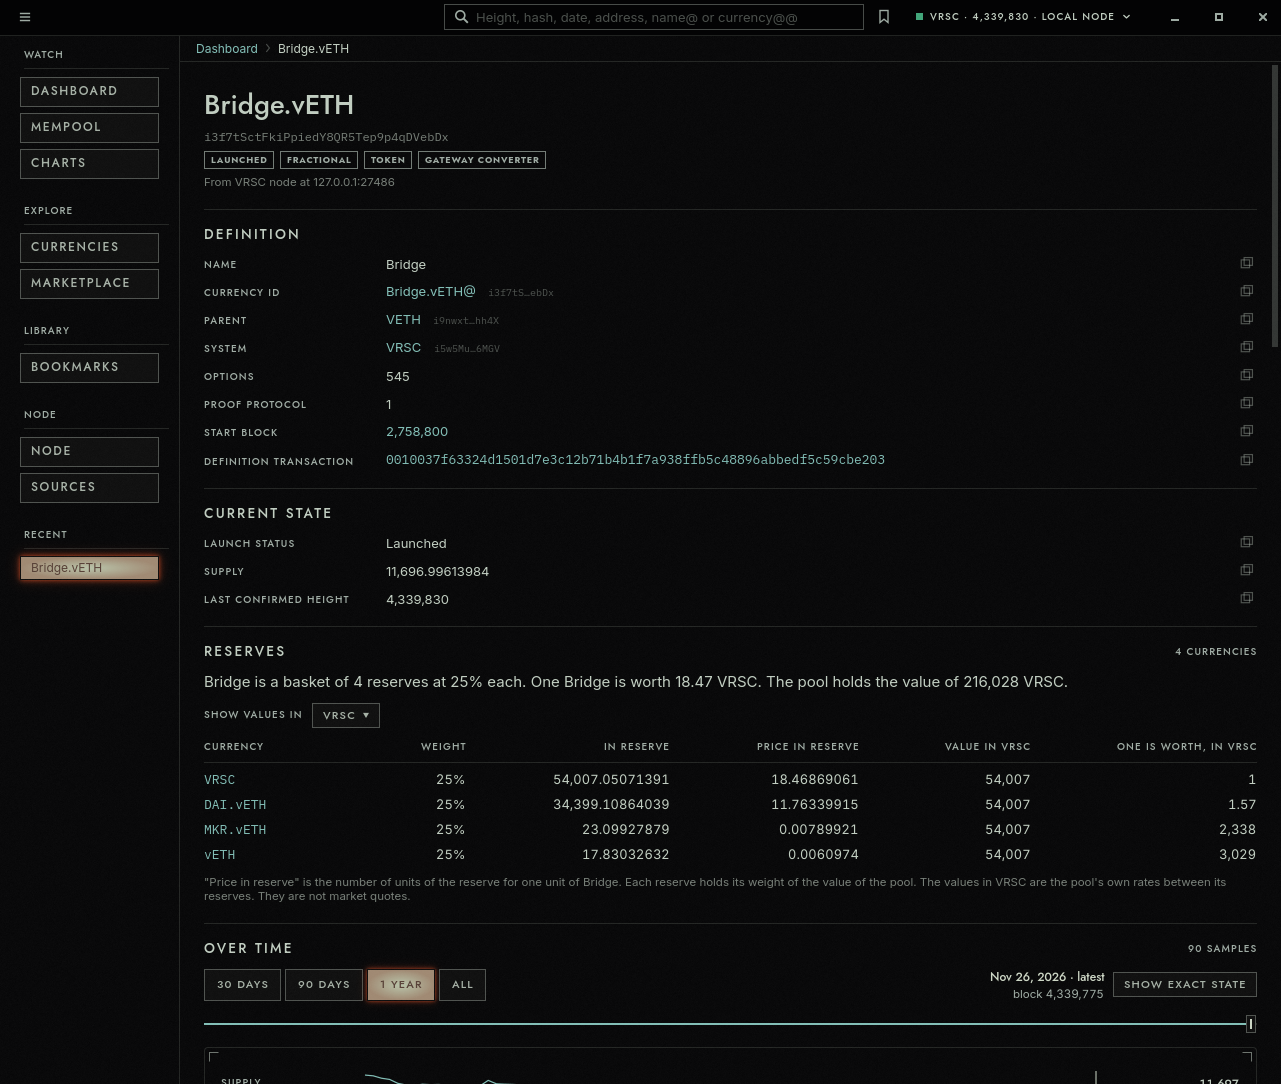 Height, hash, date, address, name@ or currency@@
VRSC · 4,339,830 · LOCAL NODE
WATCH
DASHBOARD
MEMPOOL
CHARTS
EXPLORE
CURRENCIES
MARKETPLACE
LIBRARY
BOOKMARKS
NODE
NODE
SOURCES
RECENT
Bridge.vETH
Dashboard › Bridge.vETH
Bridge.vETH
i3f7tSctFkiPpiedY8QR5Tep9p4qDVebDx
LAUNCHED FRACTIONAL TOKEN GATEWAY CONVERTER
From VRSC node at 127.0.0.1:27486
DEFINITION
NAME Bridge
CURRENCY ID Bridge.vETH@ i3f7tS…ebDx
PARENT VETH i9nwxt…hh4X
SYSTEM VRSC i5w5Mu…6MGV
OPTIONS 545
PROOF PROTOCOL 1
START BLOCK 2,758,800
DEFINITION TRANSACTION 0010037f63324d1501d7e3c12b71b4b1f7a938ffb5c48896abbedf5c59cbe203
CURRENT STATE
LAUNCH STATUS Launched
SUPPLY 11,696.99613984
LAST CONFIRMED HEIGHT 4,339,830
RESERVES 4 CURRENCIES
Bridge is a basket of 4 reserves at 25% each. One Bridge is worth 18.47 VRSC. The pool holds the value of 216,028 VRSC.
SHOW VALUES IN VRSC
CURRENCY WEIGHT IN RESERVE PRICE IN RESERVE VALUE IN VRSC ONE IS WORTH, IN VRSC
VRSC 25% 54,007.05071391 18.46869061 54,007 1
DAI.vETH 25% 34,399.10864039 11.76339915 54,007 1.57
MKR.vETH 25% 23.09927879 0.00789921 54,007 2,338
vETH 25% 17.83032632 0.0060974 54,007 3,029
"Price in reserve" is the number of units of the reserve for one unit of Bridge. Each reserve holds its weight of the value of the pool. The values in VRSC are the pool's own rates between its
reserves. They are not market quotes.
OVER TIME 90 SAMPLES
30 DAYS 90 DAYS 1 YEAR ALL
Nov 26, 2026 · latest
block 4,339,775
SHOW EXACT STATE
SUPPLY 11,697